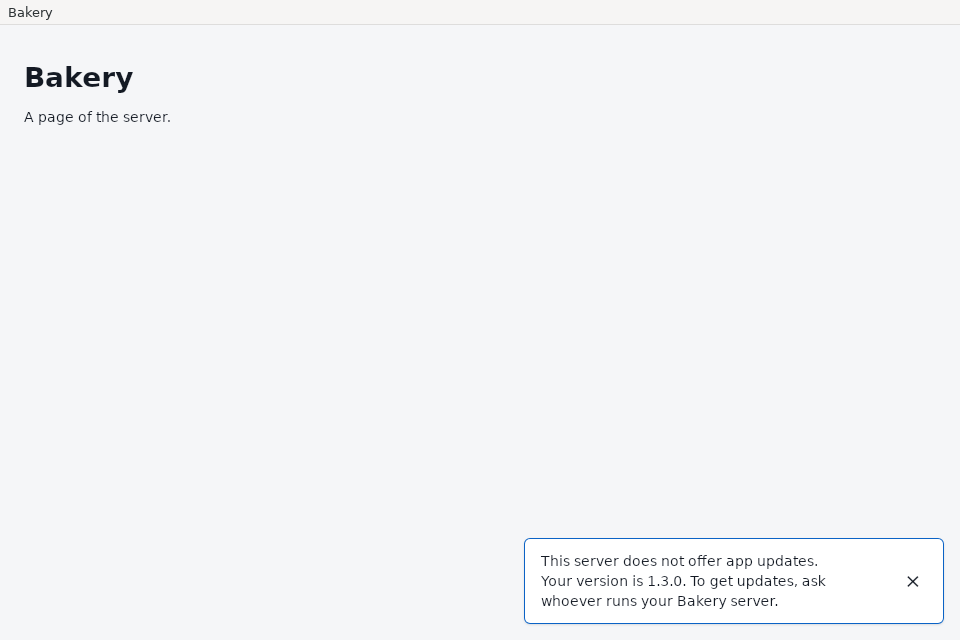 Bakery
Bakery
A page of the server.
This server does not offer app updates.
Your version is 1.3.0. To get updates, ask
whoever runs your Bakery server.